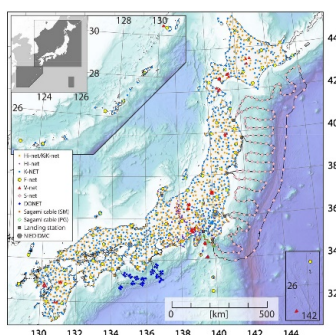 128 130
30
28
26
124 126
44
42
40
38
36
34
32
Hi-net/KiK-net
Hi-net
K-NET
F-net
V-net
S-net
DONET
Sagami cable (SM)
Sagami cable (PG)
Landing station
NIED DMC
0 [km] 500
26
142
130 132 134 136 138 140 142 144